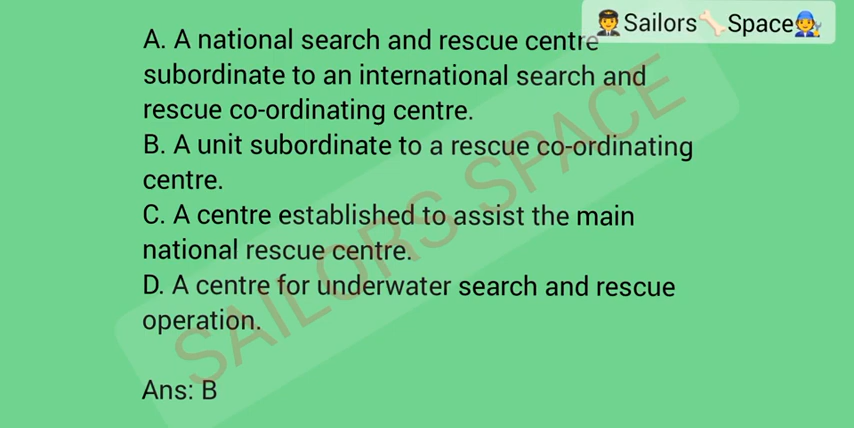 Sailors Space
A. A national search and rescue centre
subordinate to an international search and
rescue co-ordinating centre.
B. A unit subordinate to a rescue co-ordinating
centre.
C. A centre established to assist the main
national rescue centre.
D. A centre for underwater search and rescue
operation.
SAILORS SPACE
Ans: B